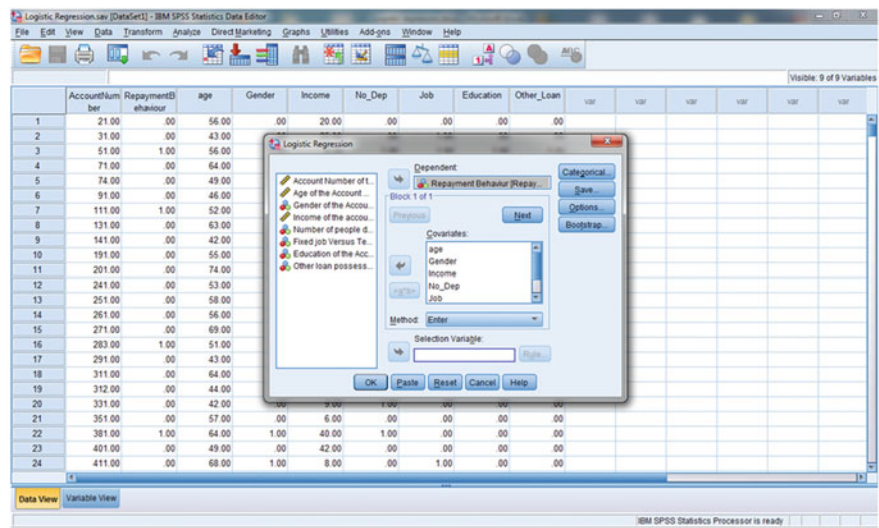 Logistic Regression.sav [DataSet1] - IBM SPSS Statistics Data Editor
File Edit View Data Transform Analyze Direct Marketing Graphs Utilities Add-ons Window Help
Visible: 9 of 9 Variables
AccountNumber RepaymentBehaviour age Gender Income No_Dep Job Education Other_Loan var var var var var var
1 21.00 .00 56.00 .00 20.00 .00 .00 .00 .00
2 31.00 .00 43.00
3 51.00 1.00 56.00
4 71.00 .00 64.00
5 74.00 .00 49.00
6 91.00 .00 46.00
7 111.00 1.00 52.00
8 131.00 .00 63.00
9 141.00 .00 42.00
10 191.00 .00 55.00
11 201.00 .00 74.00
12 241.00 .00 53.00
13 251.00 .00 58.00
14 261.00 .00 56.00
15 271.00 .00 69.00
16 283.00 1.00 51.00
17 291.00 .00 43.00
18 311.00 .00 64.00
19 312.00 .00 44.00
20 331.00 .00 42.00 .00 9.00 1.00 .00 .00 .00
21 351.00 .00 57.00 .00 6.00 .00 .00 .00 .00
22 381.00 1.00 64.00 1.00 40.00 1.00 .00 .00 .00
23 401.00 .00 49.00 .00 42.00 .00 .00 .00 .00
24 411.00 .00 68.00 1.00 8.00 .00 1.00 .00 .00
Logistic Regression
Account Number of t...
Age of the Account ...
Gender of the Accou...
Income of the accou...
Number of people d...
Fixed job Versus Te...
Education of the Acc...
Other loan possess...
Dependent:
Repayment Behaviur [Repay...
Block 1 of 1
Previous Next
Covariates:
age
Gender
Income
No_Dep
Job
>a*b>
Method: Enter
Selection Variable:
Rule...
Categorical...
Save...
Options...
Bootstrap...
OK Paste Reset Cancel Help
Data View Variable View
IBM SPSS Statistics Processor is ready